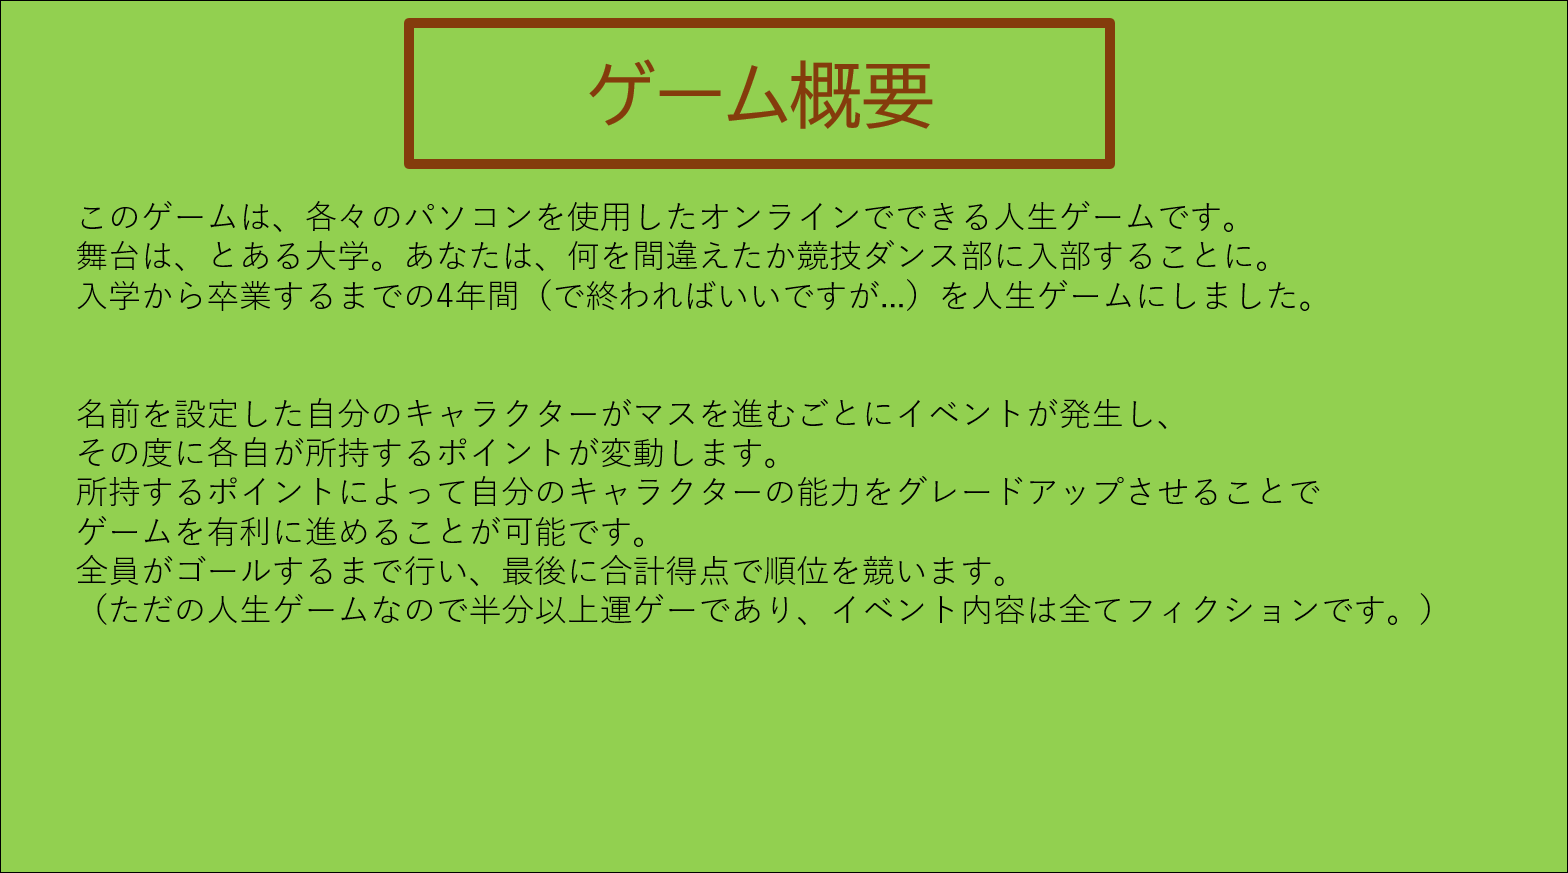 ゲーム概要
このゲームは、各々のパソコンを使用したオンラインでできる人生ゲームです。
舞台は、とある大学。あなたは、何を間違えたか競技ダンス部に入部することに。
入学から卒業するまでの4年間（で終わればいいですが…）を人生ゲームにしました。
名前を設定した自分のキャラクターがマスを進むごとにイベントが発生し、
その度に各自が所持するポイントが変動します。
所持するポイントによって自分のキャラクターの能力をグレードアップさせることで
ゲームを有利に進めることが可能です。
全員がゴールするまで行い、最後に合計得点で順位を競います。
（ただの人生ゲームなので半分以上運ゲーであり、イベント内容は全てフィクションです。）